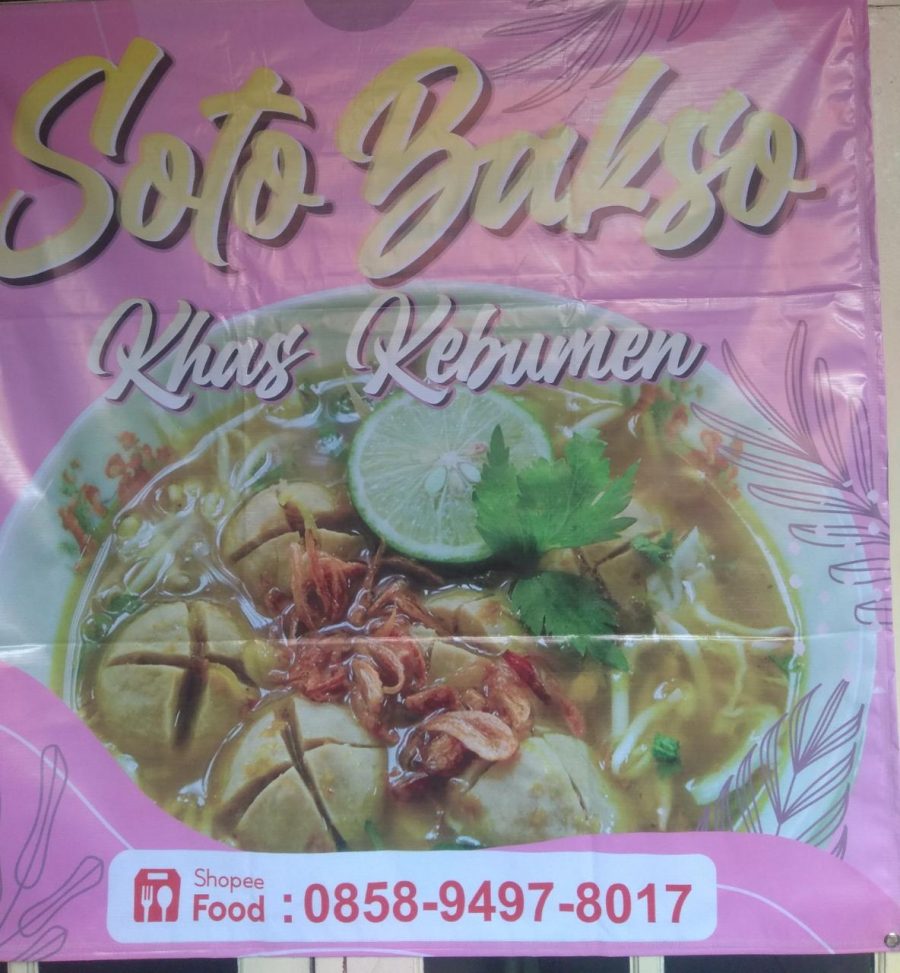 Soto Bakso
Khas Kebumen
Shopee
Food : 0858-9497-8017